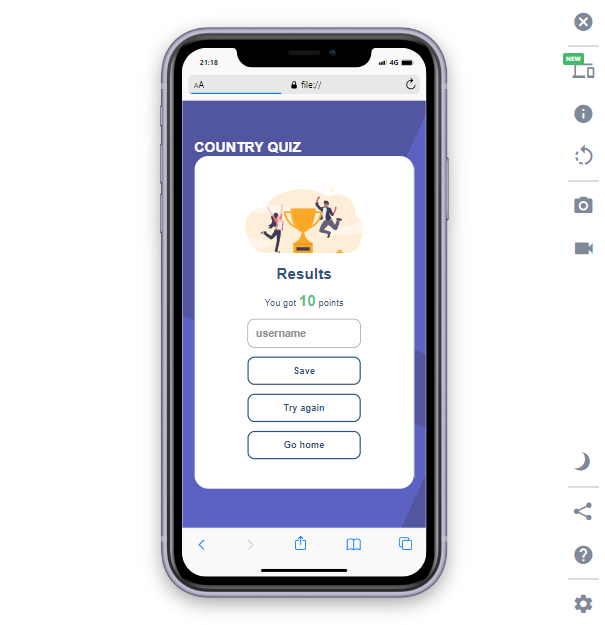 21:18
4G
AA
file://
NEW
COUNTRY QUIZ
Results
You got 10 points
username
Save
Try again
Go home